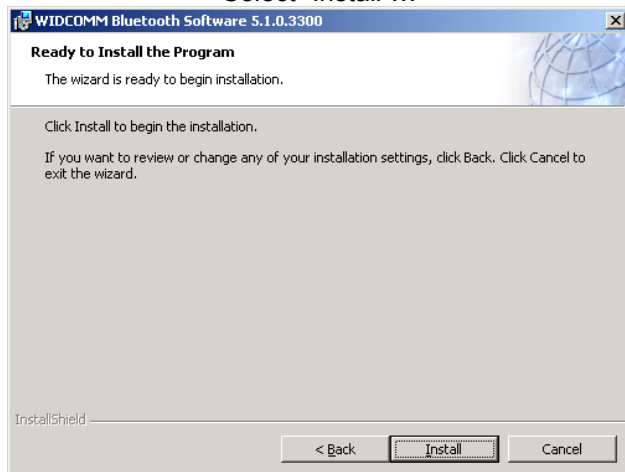 WIDCOMM Bluetooth Software 5.1.0.3300
Ready to Install the Program
The wizard is ready to begin installation.
Click Install to begin the installation.
If you want to review or change any of your installation settings, click Back. Click Cancel to
exit the wizard.
InstallShield
< Back Install Cancel